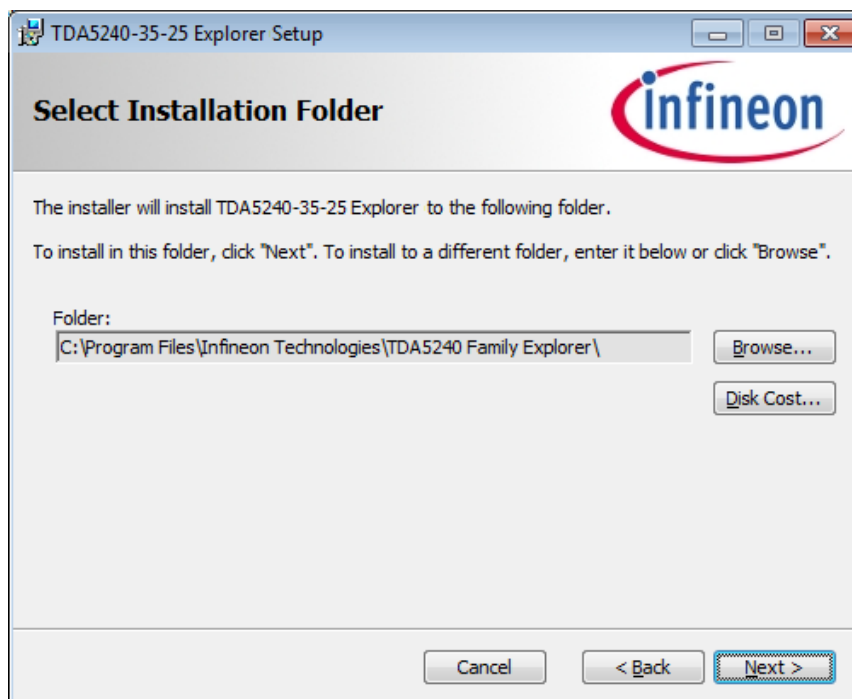 TDA5240-35-25 Explorer Setup
Select Installation Folder
infineon
The installer will install TDA5240-35-25 Explorer to the following folder.
To install in this folder, click "Next". To install to a different folder, enter it below or click "Browse".
Folder:
C:\Program Files\Infineon Technologies\TDA5240 Family Explorer\
Browse...
Disk Cost...
Cancel
< Back
Next >